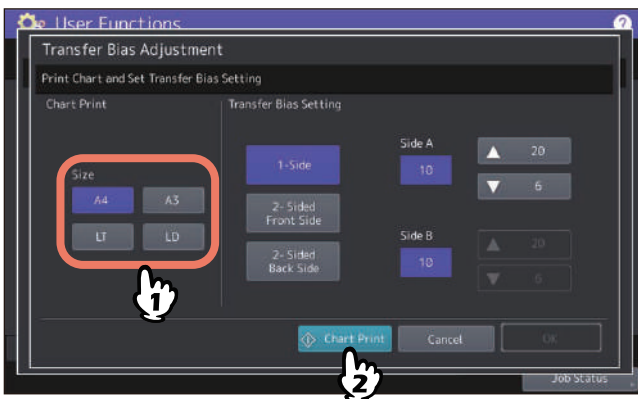 User Functions
?
Transfer Bias Adjustment
Print Chart and Set Transfer Bias Setting
Chart Print
Transfer Bias Setting
Size
A4
A3
LT
LD
1-Side
2- Sided
Front Side
2- Sided
Back Side
Side A
10
20
6
Side B
10
20
6
Chart Print
Cancel
OK
Job Status
1
2